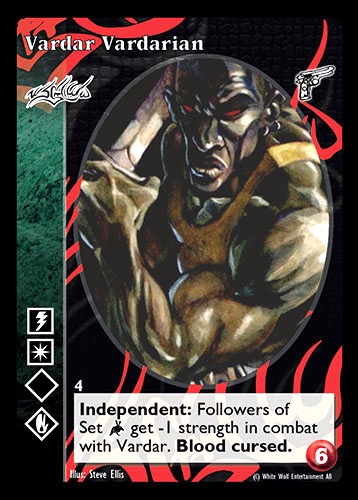 Vardar Vardarian
4
Independent: Followers of
Set get -1 strength in combat
with Vardar. Blood cursed.
6
Illus: Steve Ellis
(C) White Wolf Entertainment AB